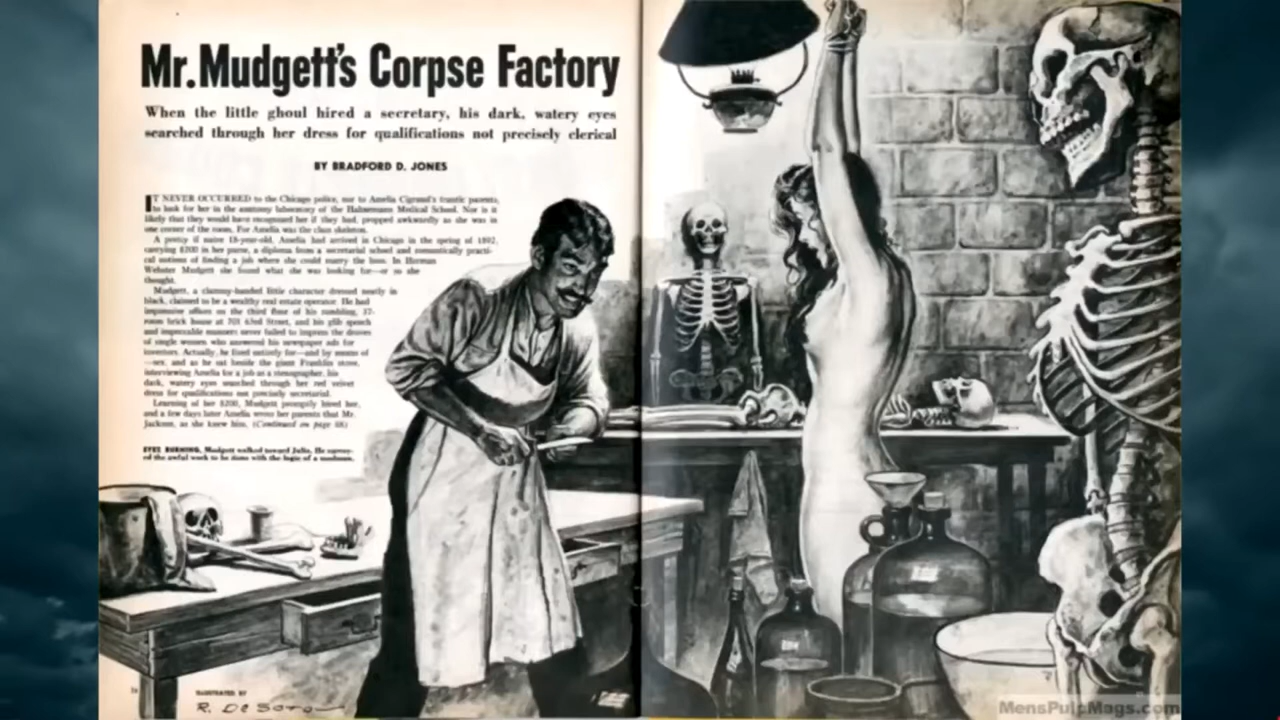 Mr. Mudgett's Corpse Factory
When the little ghoul hired a secretary, his dark, watery eyes
searched through her dress for qualifications not precisely clerical
BY BRADFORD D. JONES
IT NEVER OCCURRED to the Chicago police, nor to Amelia Cigrand's frantic parents,
to look for her in the anatomy laboratory of the Hahnemann Medical School. Nor is it
likely that they would have recognized her if they had, propped awkwardly as she was in
one corner of the room. For Amelia was the class skeleton.
A pretty if naive 18-year-old, Amelia had arrived in Chicago in the spring of 1892,
carrying $200 in her purse, a diploma from a secretarial school and romantically practi-
cal notions of finding a job where she could marry the boss. In Herman
Webster Mudgett she found what she was looking for—or so she
thought.
Mudgett, a clammy-handed little character dressed neatly in
black, claimed to be a wealthy real estate operator. He had
impressive offices on the third floor of his rambling, 37-
room brick house at 701 63rd Street, and his glib speech
and impeccable manners never failed to impress the droves
of single women who answered his newspaper ads for
investors. Actually, he lived entirely for—and by means of
—sex, and as he sat beside the giant Franklin stove,
interviewing Amelia for a job as a stenographer, his
dark, watery eyes searched through her red velvet
dress for qualifications not precisely secretarial.
Learning of her $200, Mudgett promptly hired her,
and a few days later Amelia wrote her parents that Mr.
Jackson, as she knew him, (Continued on page 68)
EYES BURNING, Mudgett walked toward Julia. He survey-
ed the awful work to be done with the logic of a madman.
ILLUSTRATED BY
R. DE SOTO
MensPulpMags.com